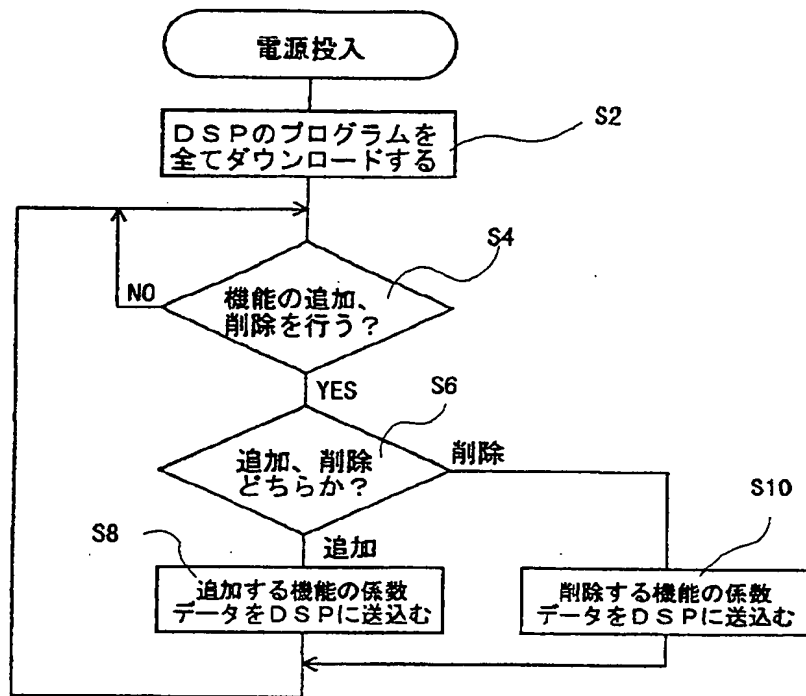 電源投入
DSPのプログラムを
全てダウンロードする
S2
S4
NO
機能の追加、
削除を行う?
YES
S6
追加、削除
どちらか?
削除
S8
追加
S10
追加する機能の係数
データをDSPに送込む
削除する機能の係数
データをDSPに送込む